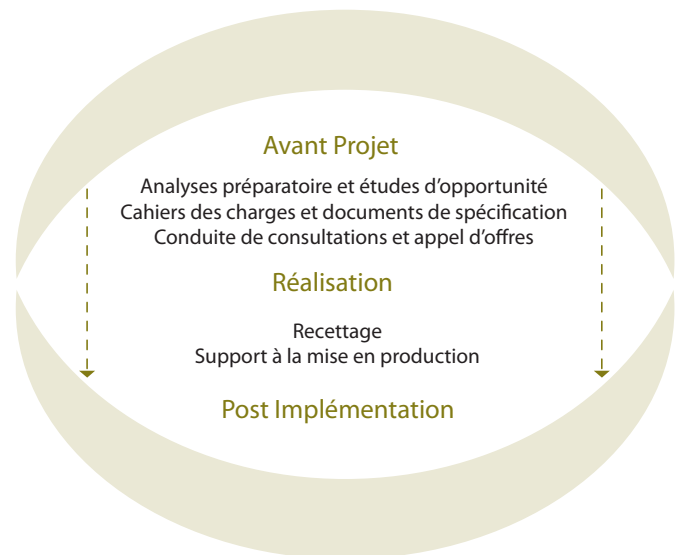 Avant Projet
Analyses préparatoire et études d’opportunité
Cahiers des charges et documents de spécification
Conduite de consultations et appel d’offres
Réalisation
Recettage
Support à la mise en production
Post Implémentation